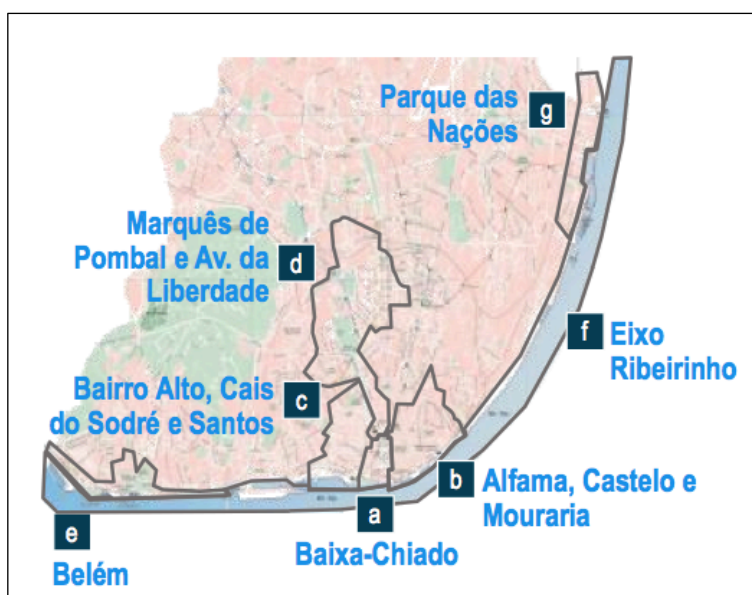 Parque das
Nações
g
Marquês de
Pombal e Av. da
Liberdade
d
f
Eixo
Ribeirinho
Bairro Alto, Cais
do Sodré e Santos
c
b
Alfama, Castelo e
Mouraria
a
Baixa-Chiado
e
Belém